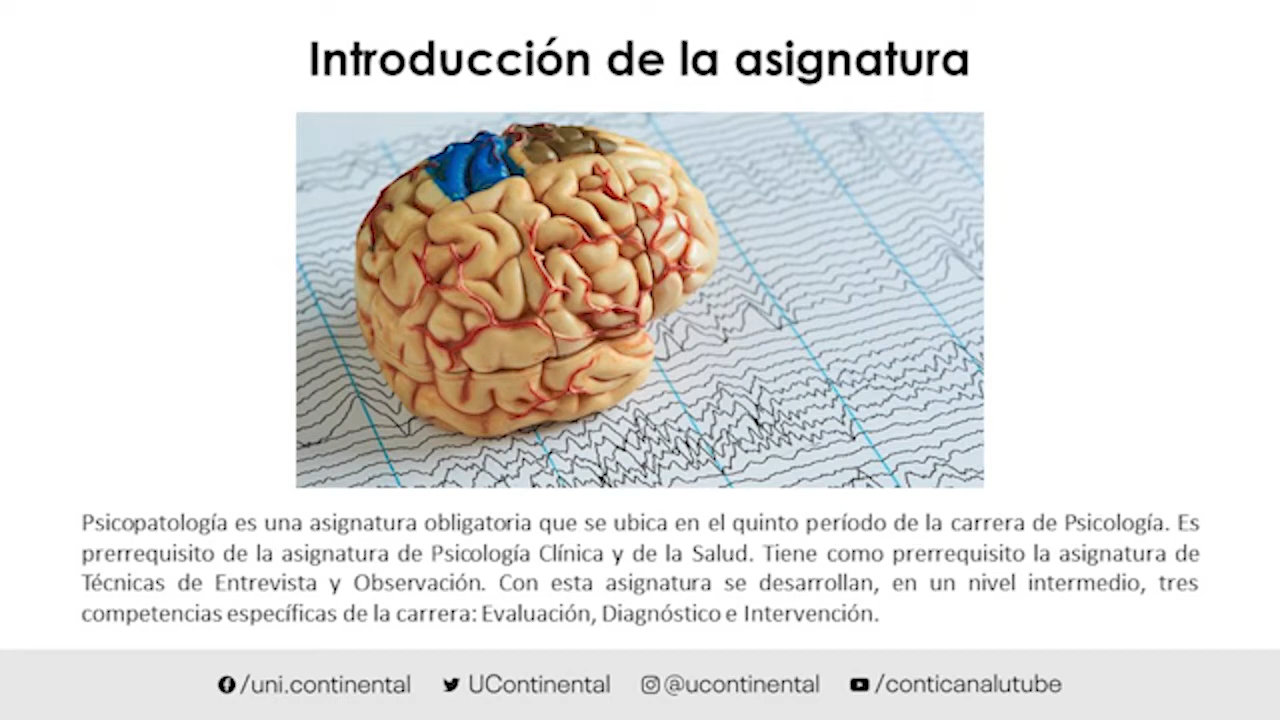 Introducción de la asignatura
Psicopatología es una asignatura obligatoria que se ubica en el quinto período de la carrera de Psicología. Es
prerrequisito de la asignatura de Psicología Clínica y de la Salud. Tiene como prerrequisito la asignatura de
Técnicas de Entrevista y Observación. Con esta asignatura se desarrollan, en un nivel intermedio, tres
competencias específicas de la carrera: Evaluación, Diagnóstico e Intervención.
/uni.continental UContinental @ucontinental /conticanalutube